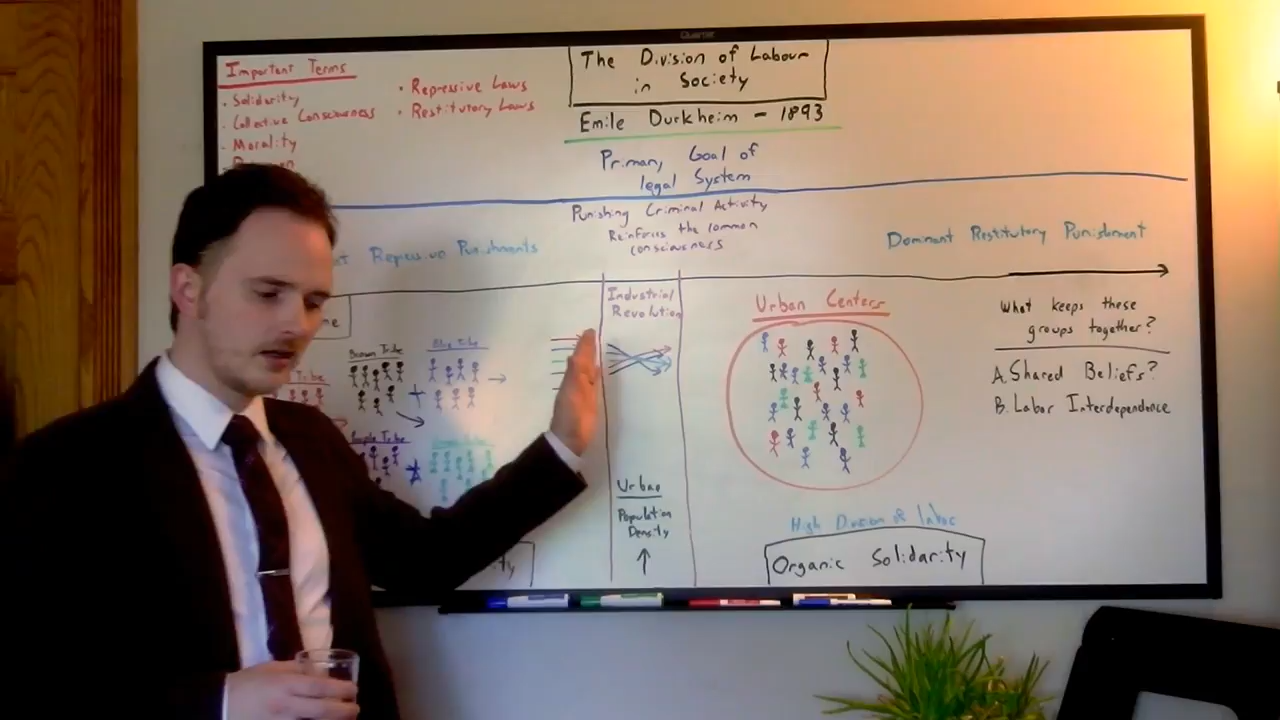 Quartet
Important Terms
• Solidarity
• Collective Consciousness
- Morality
• Repressive Laws
• Restitutory Laws
The Division of Labour
in Society
Emile Durkheim - 1893
Primary Goal of
legal System
Punishing Criminal Activity
Reinforces the common
consciousness
Punishments
Dominant Restitutory Punishment
Industrial
Revolution
Urban Centers
What keeps these
groups together?
A. Shared Beliefs?
B. Labor Interdependence
Brown Tribe
Blue Tribe
Tribe
Purple Tribe
Urban
Population
Density
High Division of labor
Organic Solidarity